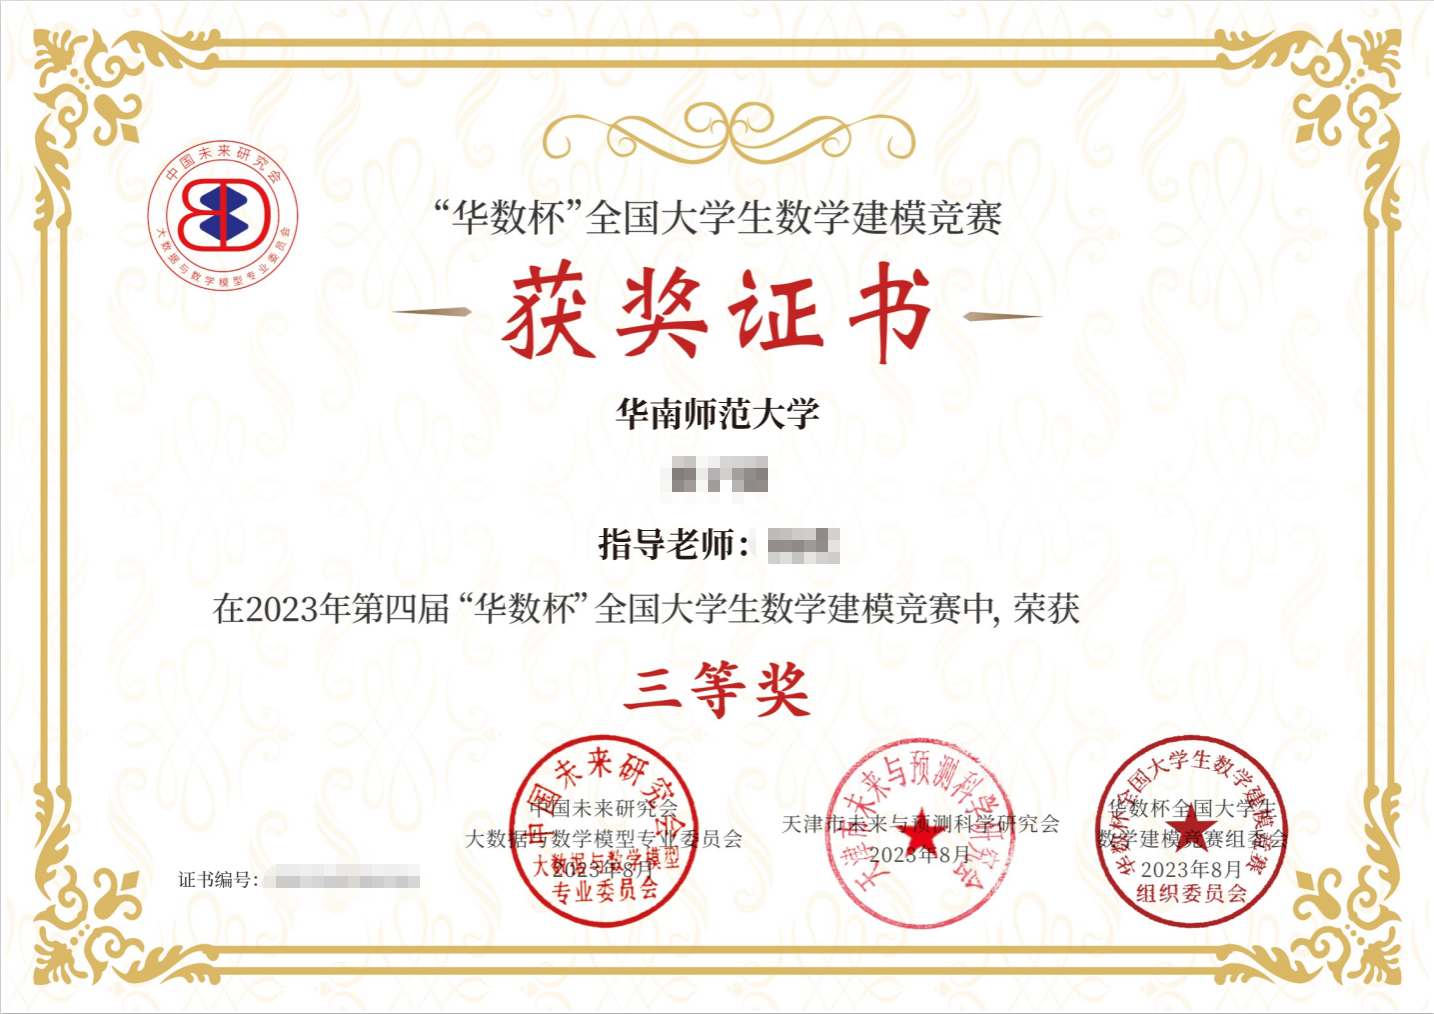 中国未来研究会
大数据与数学模型专业委员会
“华数杯”全国大学生数学建模竞赛
获奖证书
华南师范大学
指导老师：
在2023年第四届“华数杯”全国大学生数学建模竞赛中, 荣获
三等奖
中国未来研究会
大数据与数学模型专业委员会
2023年8月
中国未来研究会
大数据与数学模型
专业委员会
天津市未来与预测科学研究会
2023年8月
天津市未来与预测科学研究会
华数杯全国大学生
数学建模竞赛组委会
2023年8月
华数杯全国大学生数学建模竞赛
组织委员会
证书编号：